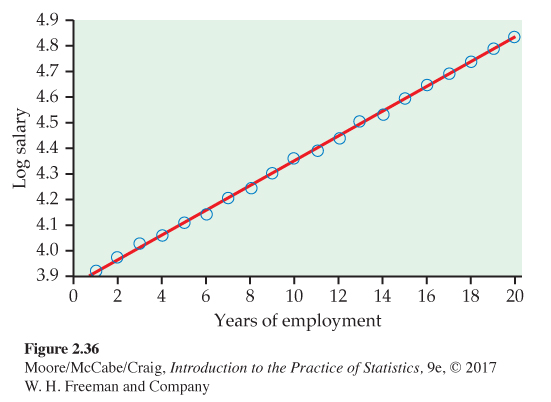 4.9
4.8
4.7
4.6
4.5
4.4
4.3
4.2
4.1
4.0
3.9
Log salary
0 2 4 6 8 10 12 14 16 18 20
Years of employment
Figure 2.36
Moore/McCabe/Craig, Introduction to the Practice of Statistics, 9e, © 2017
W. H. Freeman and Company